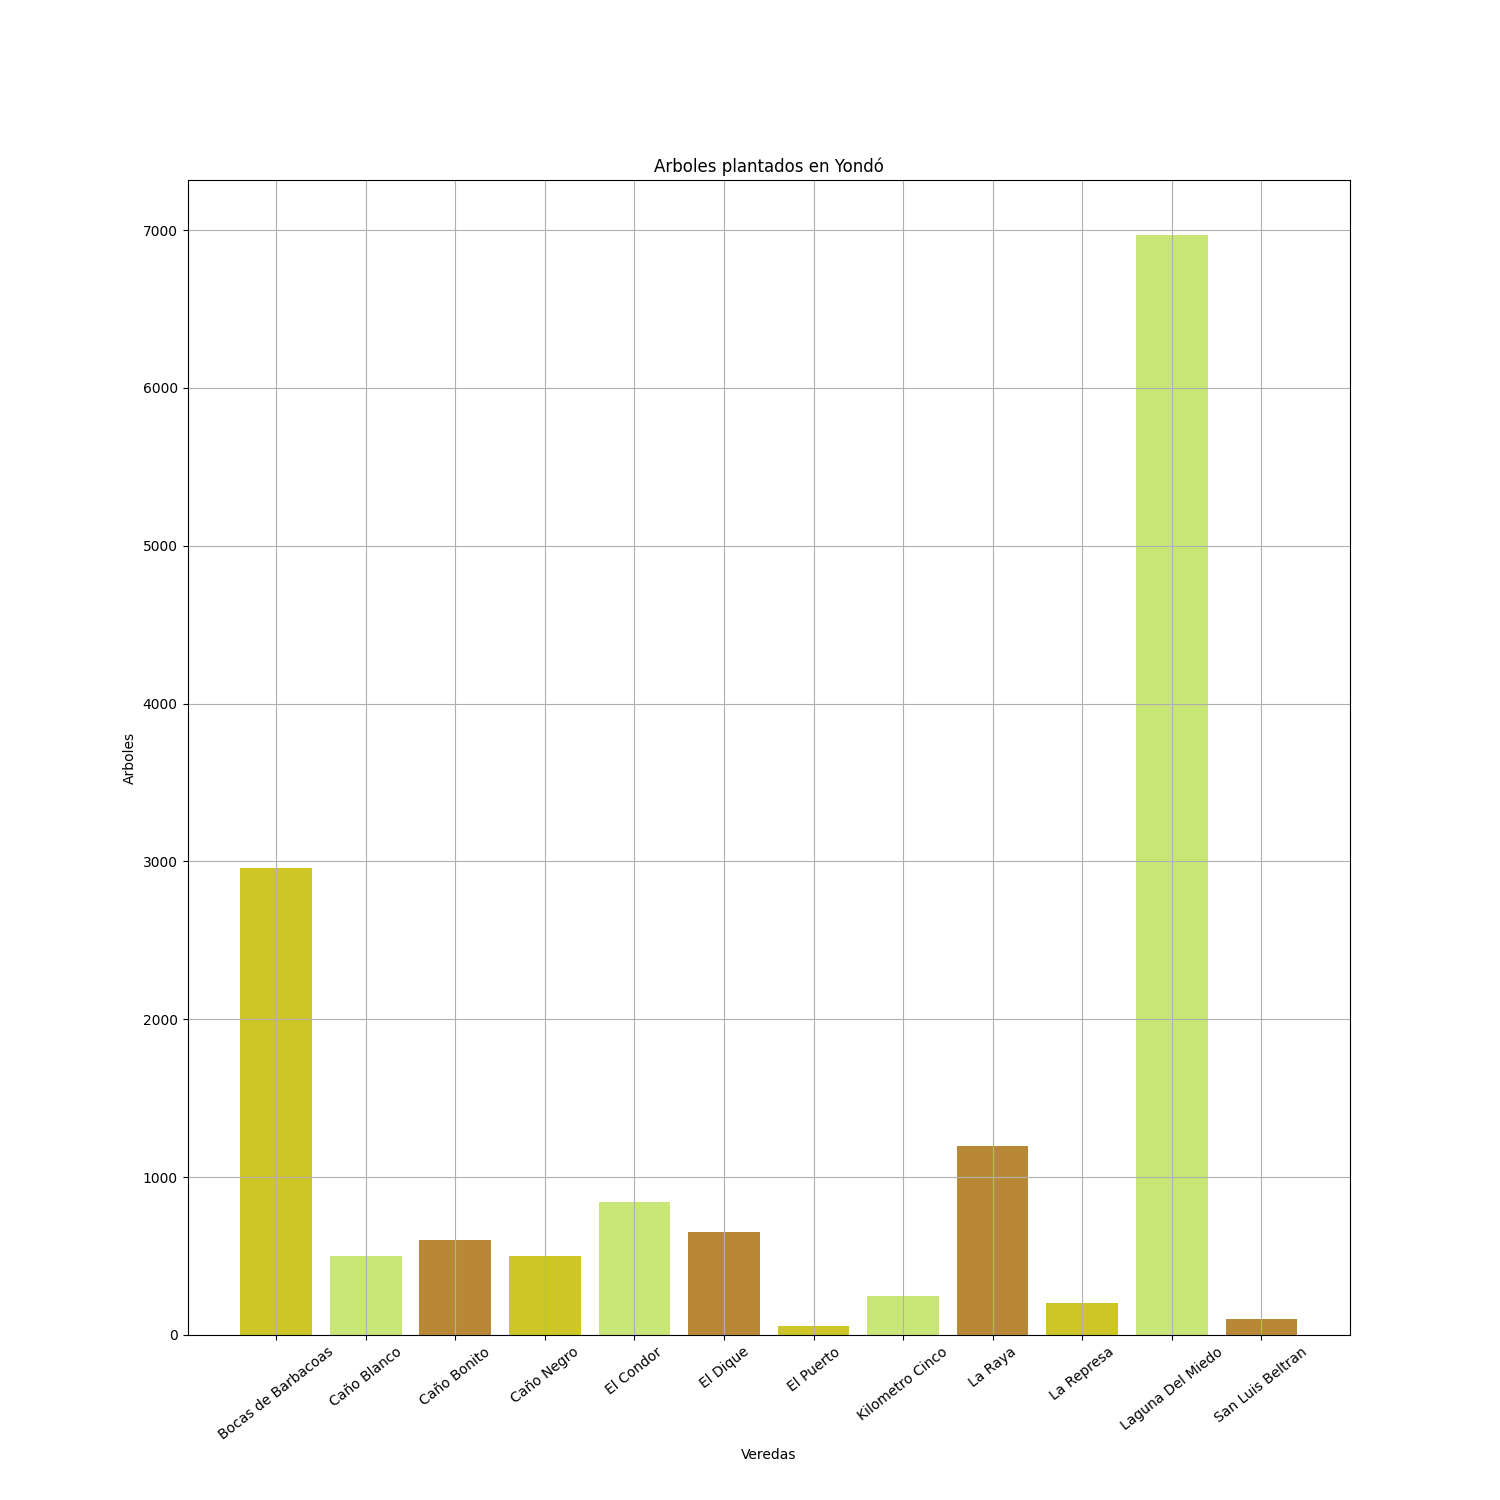 Arboles plantados en Yondó
7000
6000
5000
4000
3000
2000
1000
0
Arboles
Bocas de Barbacoas
Caño Blanco
Caño Bonito
Caño Negro
El Condor
El Dique
El Puerto
Kilometro Cinco
La Raya
La Represa
Laguna Del Miedo
San Luis Beltran
Veredas